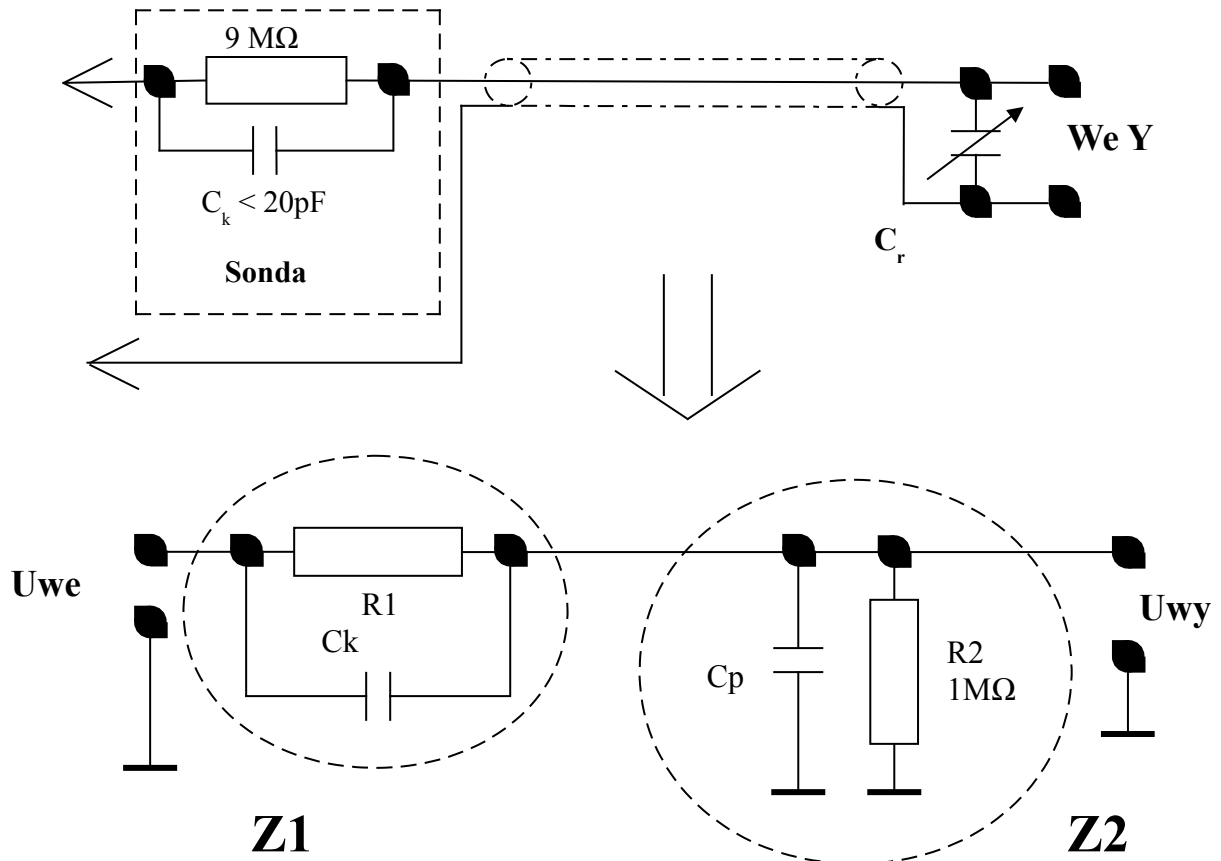 9 MΩ
We Y
C_k < 20pF
C_r
Sonda
Uwe
R1
Ck
Cp
R2
1MΩ
Uwy
Z1
Z2